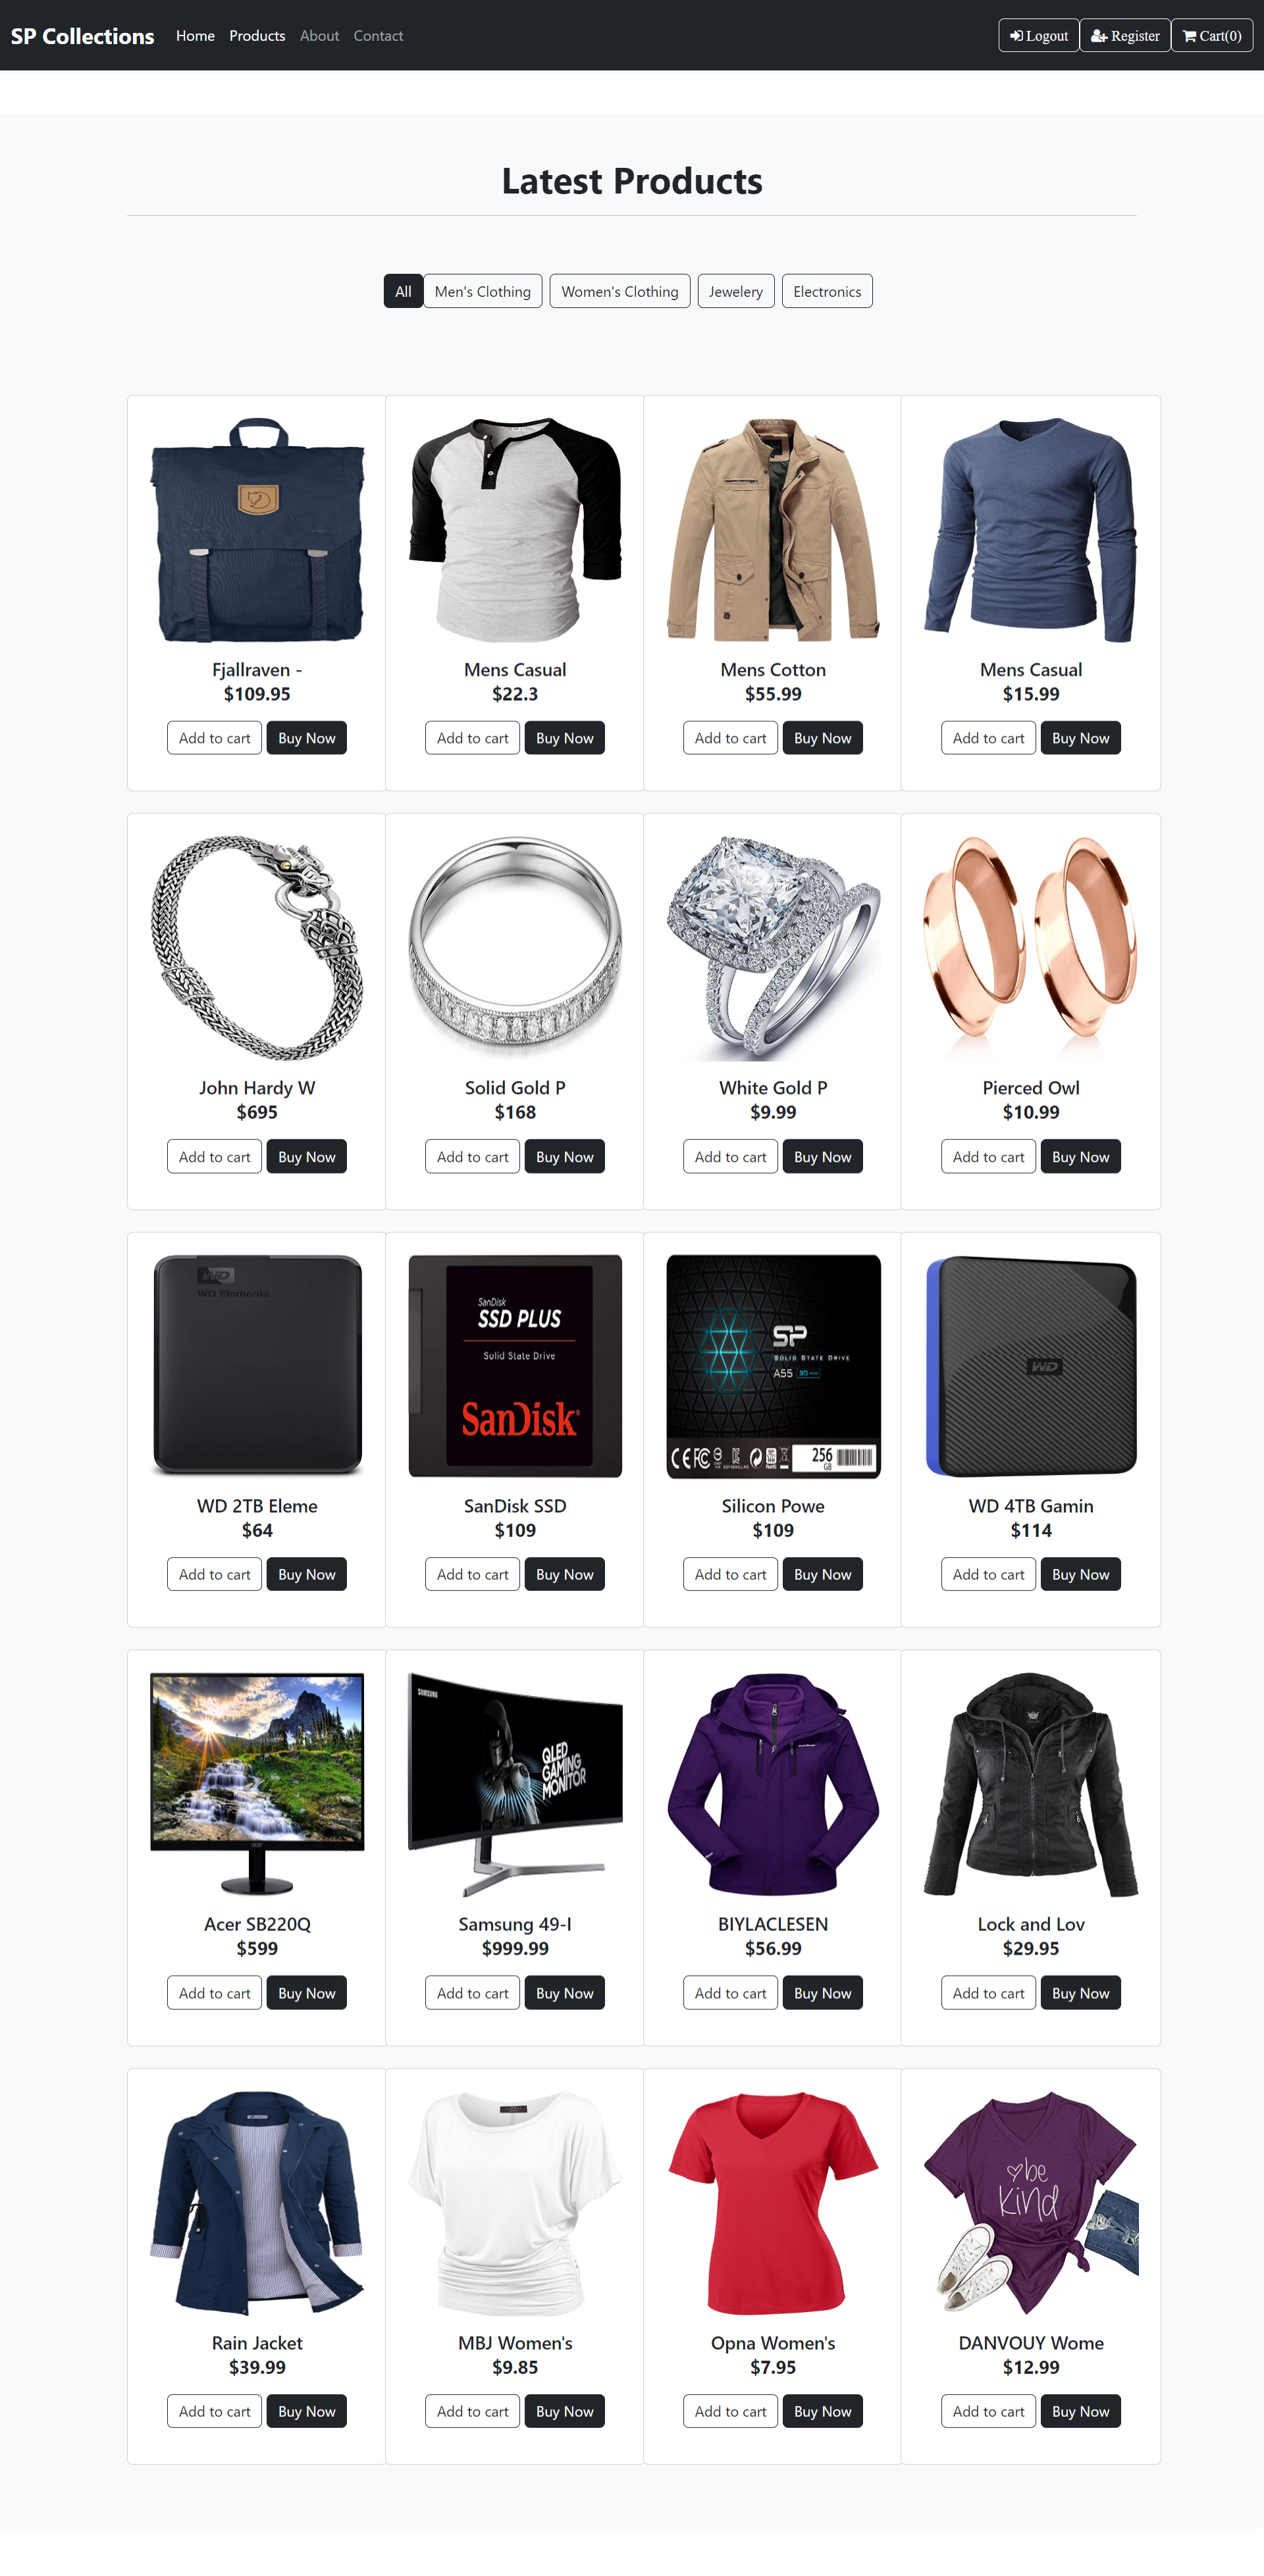 SP Collections Home Products About Contact Logout Register Cart(0)
Latest Products
All Men's Clothing Women's Clothing Jewelery Electronics
Fjallraven - Mens Casual Mens Cotton Mens Casual
$109.95 $22.3 $55.99 $15.99
Add to cart Buy Now Add to cart Buy Now Add to cart Buy Now Add to cart Buy Now
John Hardy W Solid Gold P White Gold P Pierced Owl
$695 $168 $9.99 $10.99
Add to cart Buy Now Add to cart Buy Now Add to cart Buy Now Add to cart Buy Now
WD
WD Elements
SanDisk
SSD PLUS
Solid State Drive
SanDisk
SP
SOLID STATE DRIVE
A55
256
GB
WD
WD 2TB Eleme SanDisk SSD Silicon Powe WD 4TB Gamin
$64 $109 $109 $114
Add to cart Buy Now Add to cart Buy Now Add to cart Buy Now Add to cart Buy Now
acer
SAMSUNG
QLED
GAMING
MONITOR
Acer SB220Q Samsung 49-I BIYLACLESEN Lock and Lov
$599 $999.99 $56.99 $29.95
Add to cart Buy Now Add to cart Buy Now Add to cart Buy Now Add to cart Buy Now
be
kind
Rain Jacket MBJ Women's Opna Women's DANVOUY Wome
$39.99 $9.85 $7.95 $12.99
Add to cart Buy Now Add to cart Buy Now Add to cart Buy Now Add to cart Buy Now